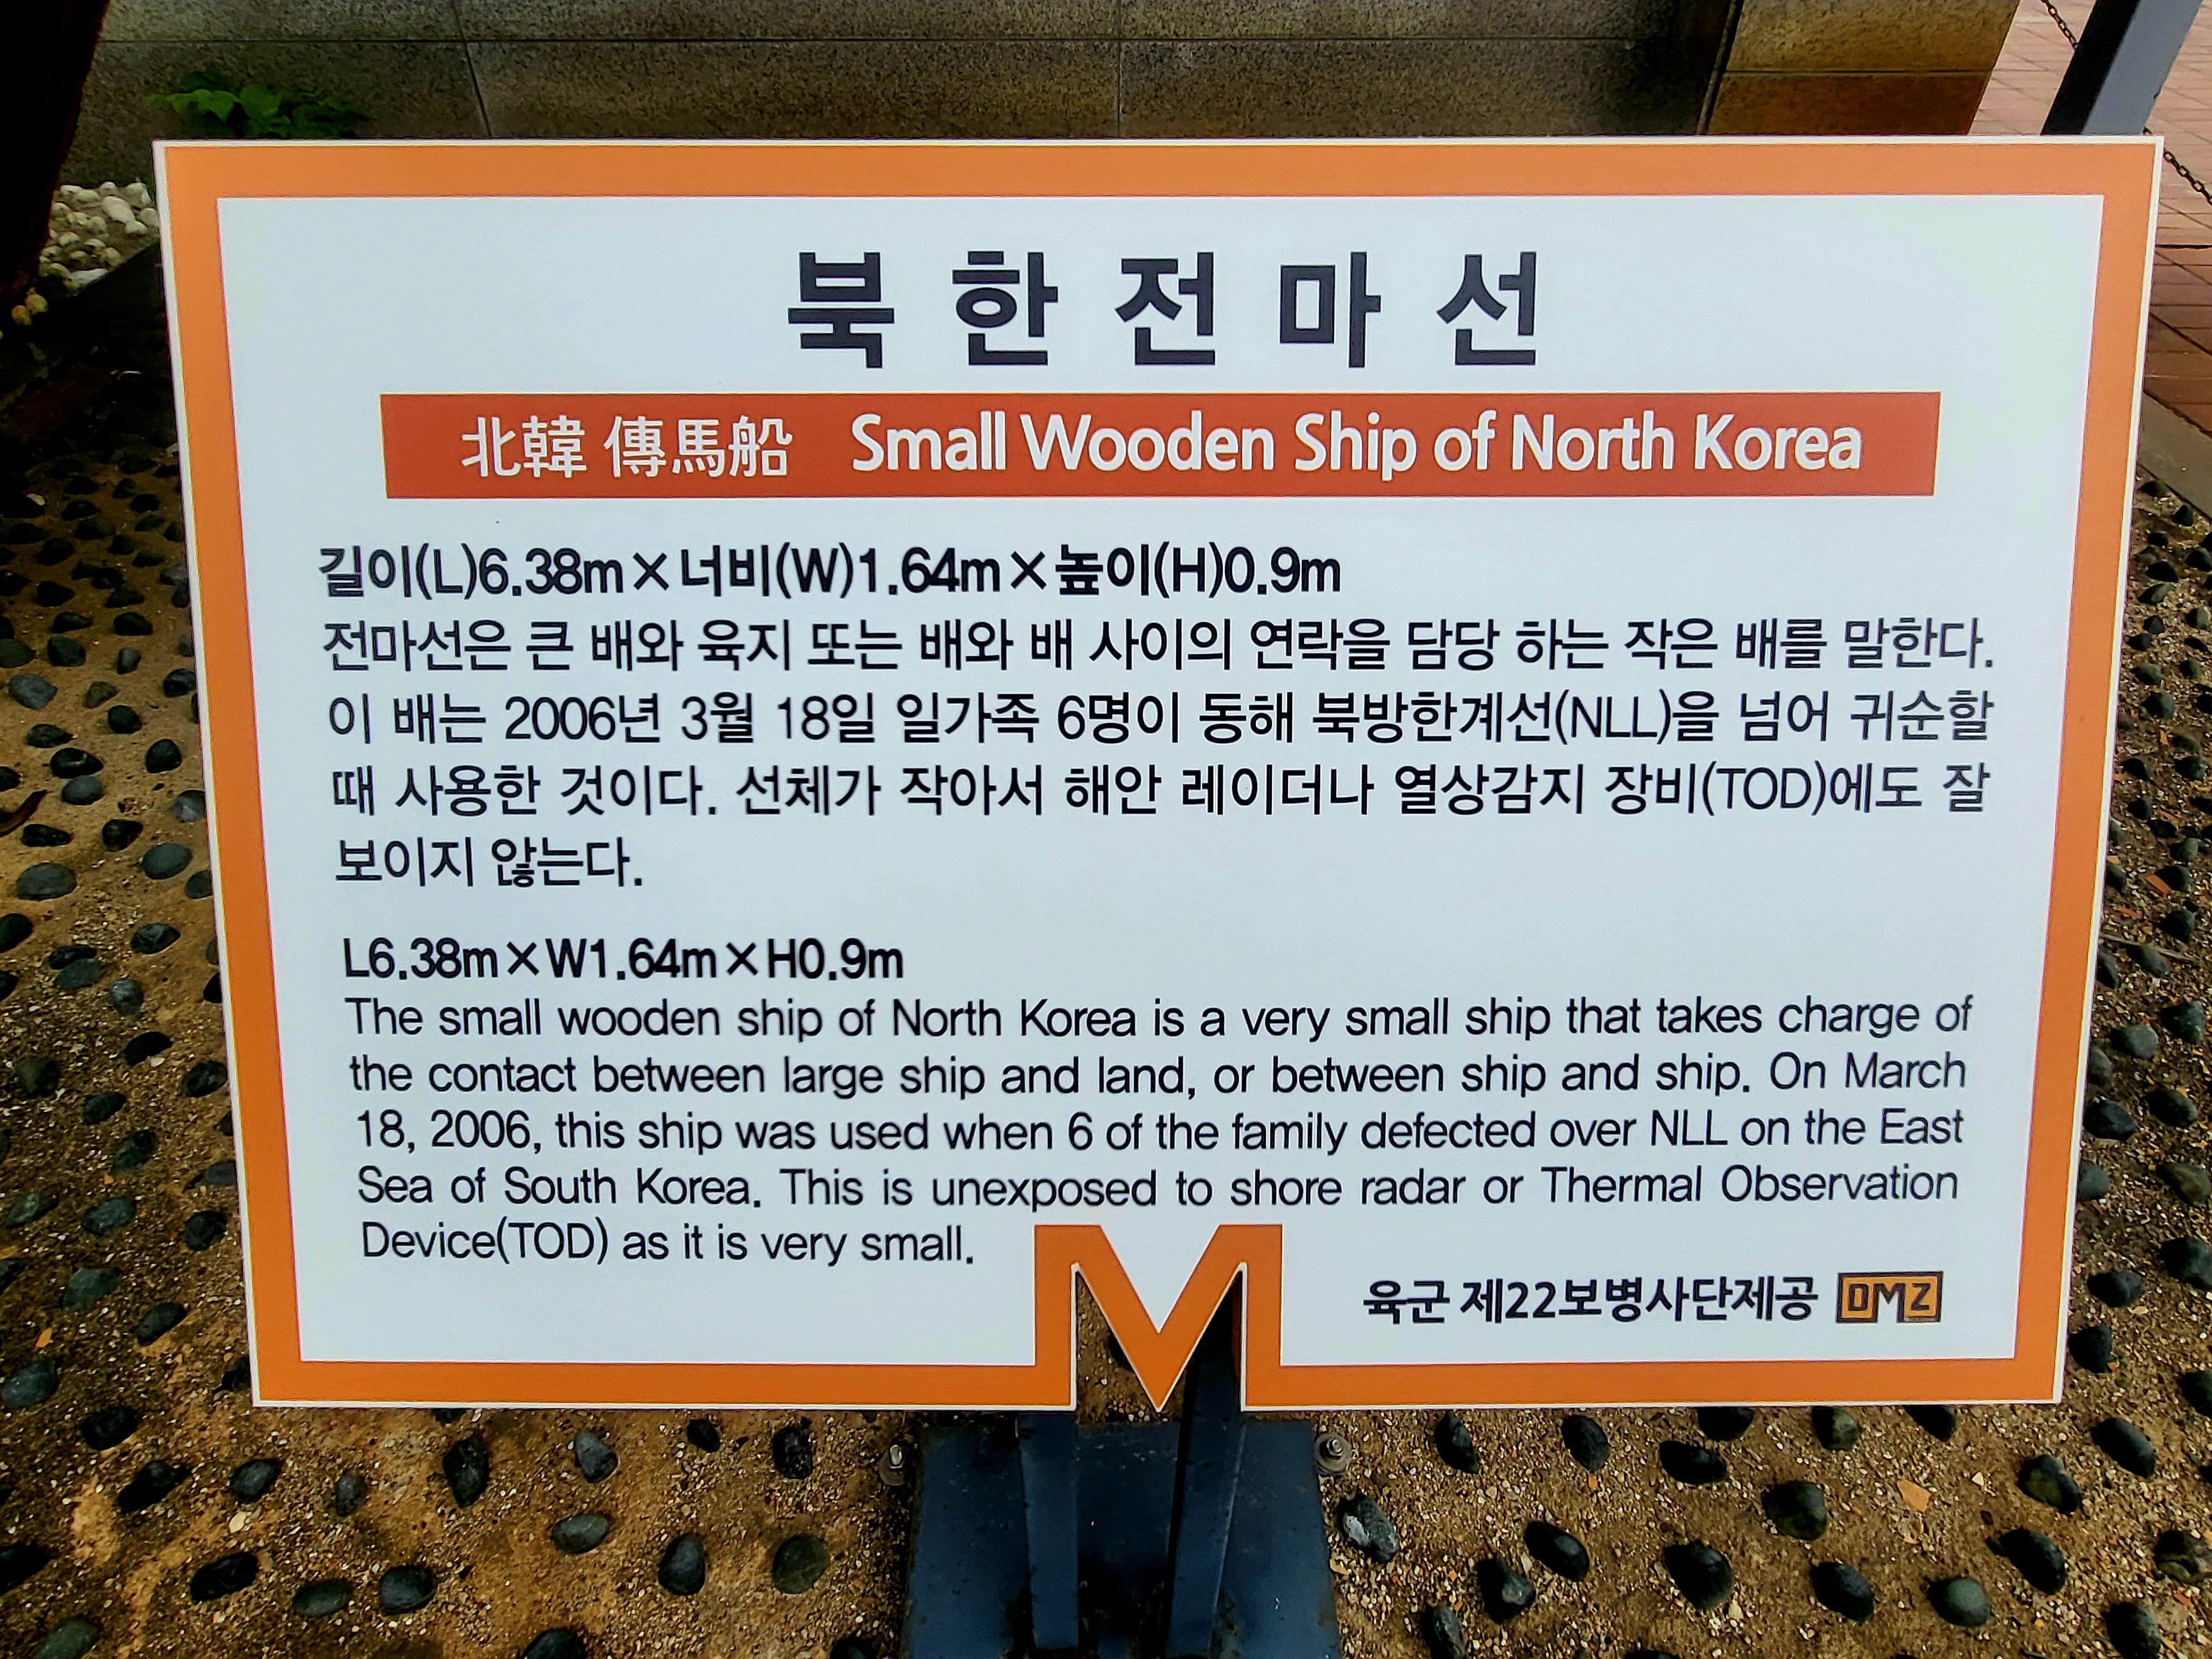 북한전마선
北韓 傳馬船 Small Wooden Ship of North Korea
길이(L)6.38m×너비(W)1.64m×높이(H)0.9m
전마선은 큰 배와 육지 또는 배와 배 사이의 연락을 담당 하는 작은 배를 말한다.
이 배는 2006년 3월 18일 일가족 6명이 동해 북방한계선(NLL)을 넘어 귀순할
때 사용한 것이다. 선체가 작아서 해안 레이더나 열상감지 장비(TOD)에도 잘
보이지 않는다.
L6.38m×W1.64m×H0.9m
The small wooden ship of North Korea is a very small ship that takes charge of
the contact between large ship and land, or between ship and ship. On March
18, 2006, this ship was used when 6 of the family defected over NLL on the East
Sea of South Korea. This is unexposed to shore radar or Thermal Observation
Device(TOD) as it is very small.
육군 제22보병사단제공 DMZ